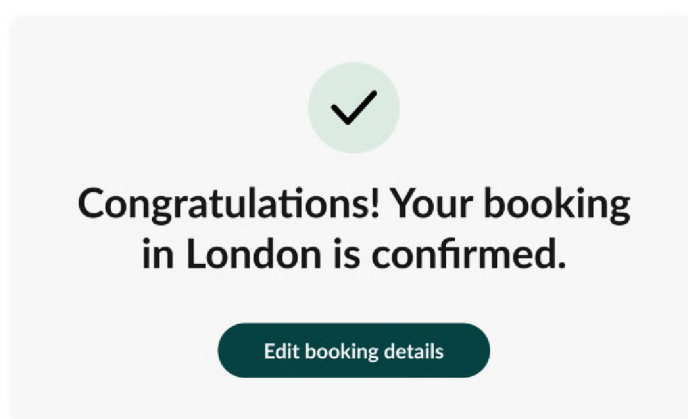 Congratulations! Your booking
in London is confirmed.
Edit booking details